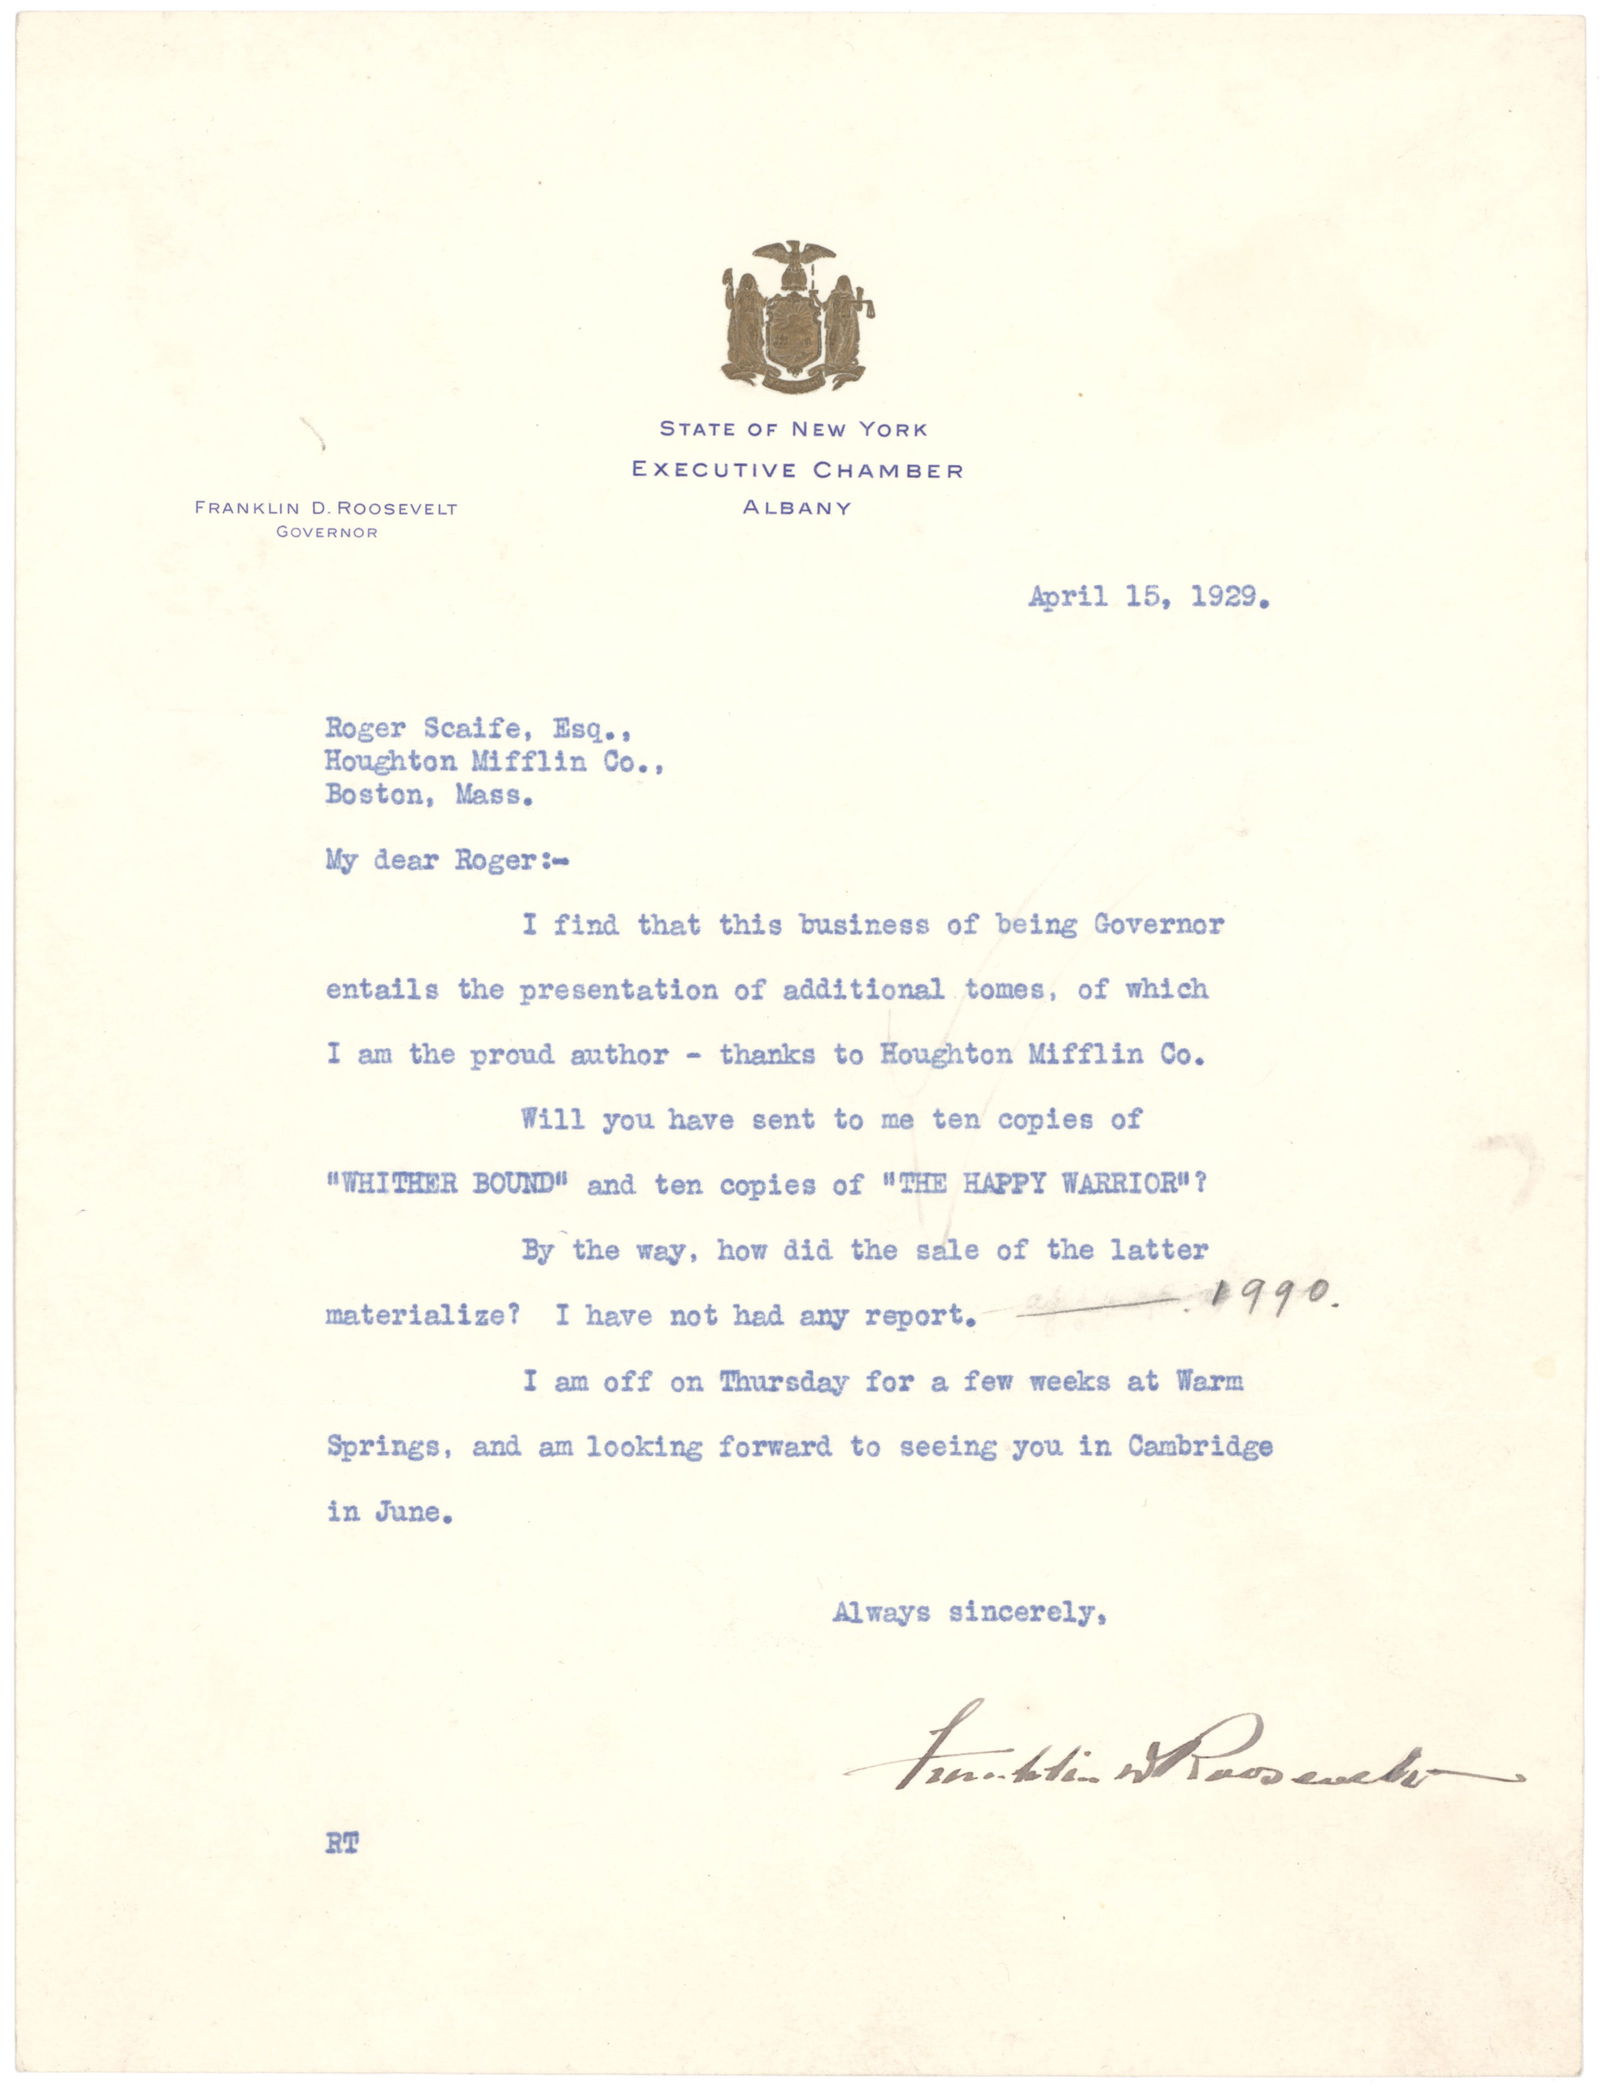 STATE OF NEW YORK
EXECUTIVE CHAMBER
ALBANY
FRANKLIN D. ROOSEVELT
GOVERNOR
April 15, 1929.
Roger Scaife, Esq.,
Houghton Mifflin Co.,
Boston, Mass.
My dear Roger:-
I find that this business of being Governor
entails the presentation of additional tomes, of which
I am the proud author - thanks to Houghton Mifflin Co.
Will you have sent to me ten copies of
"WHITHER BOUND" and ten copies of "THE HAPPY WARRIOR"?
By the way, how did the sale of the latter
materialize? I have not had any report. 1990.
I am off on Thursday for a few weeks at Warm
Springs, and am looking forward to seeing you in Cambridge
in June.
Always sincerely,
Franklin D Roosevelt
RT